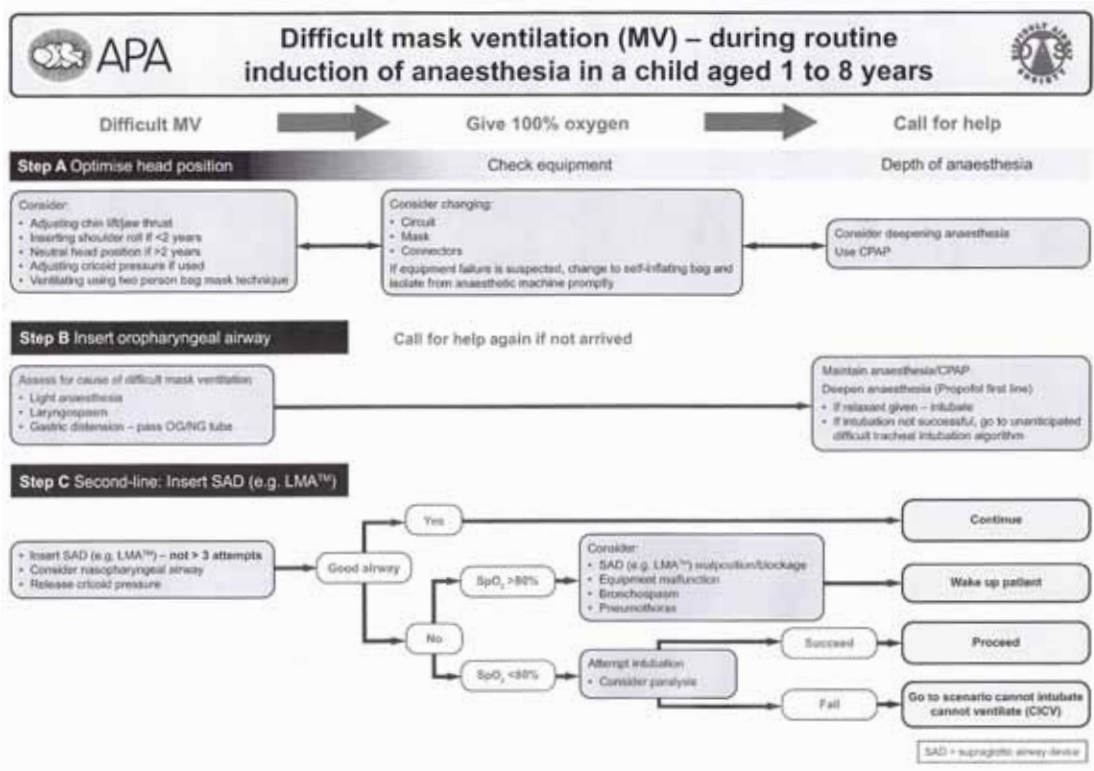 APA
Difficult mask ventilation (MV) – during routine
induction of anaesthesia in a child aged 1 to 8 years
DIFFICULT AIRWAY
DAS
SOCIETY
Difficult MV
Give 100% oxygen
Call for help
Step A Optimise head position
Check equipment
Depth of anaesthesia
Consider:
• Adjusting chin lift/jaw thrust
• Inserting shoulder roll if <2 years
• Neutral head position if >2 years
• Adjusting cricoid pressure if used
• Ventilating using two person bag mask technique
Consider changing:
• Circuit
• Mask
• Connectors
If equipment failure is suspected, change to self-inflating bag and
isolate from anaesthetic machine promptly
Consider deepening anaesthesia
Use CPAP
Step B Insert oropharyngeal airway
Call for help again if not arrived
Assess for cause of difficult mask ventilation
• Light anaesthesia
• Laryngospasm
• Gastric distension – pass OG/NG tube
Maintain anaesthesia/CPAP
Deepen anaesthesia (Propofol first line)
• If relaxant given – intubate
• If intubation not successful, go to unanticipated
difficult tracheal intubation algorithm
Step C Second-line: Insert SAD (e.g. LMA™)
• Insert SAD (e.g. LMA™) – not > 3 attempts
• Consider nasopharyngeal airway
• Release cricoid pressure
Good airway
Yes
Continue
No
SpO₂ >80%
Consider:
• SAD (e.g. LMA™) malposition/blockage
• Equipment malfunction
• Bronchospasm
• Pneumothorax
Wake up patient
SpO₂ <80%
Attempt intubation
• Consider paralysis
Succeed
Proceed
Fail
Go to scenario cannot intubate
cannot ventilate (CICV)
SAD = supraglottic airway device